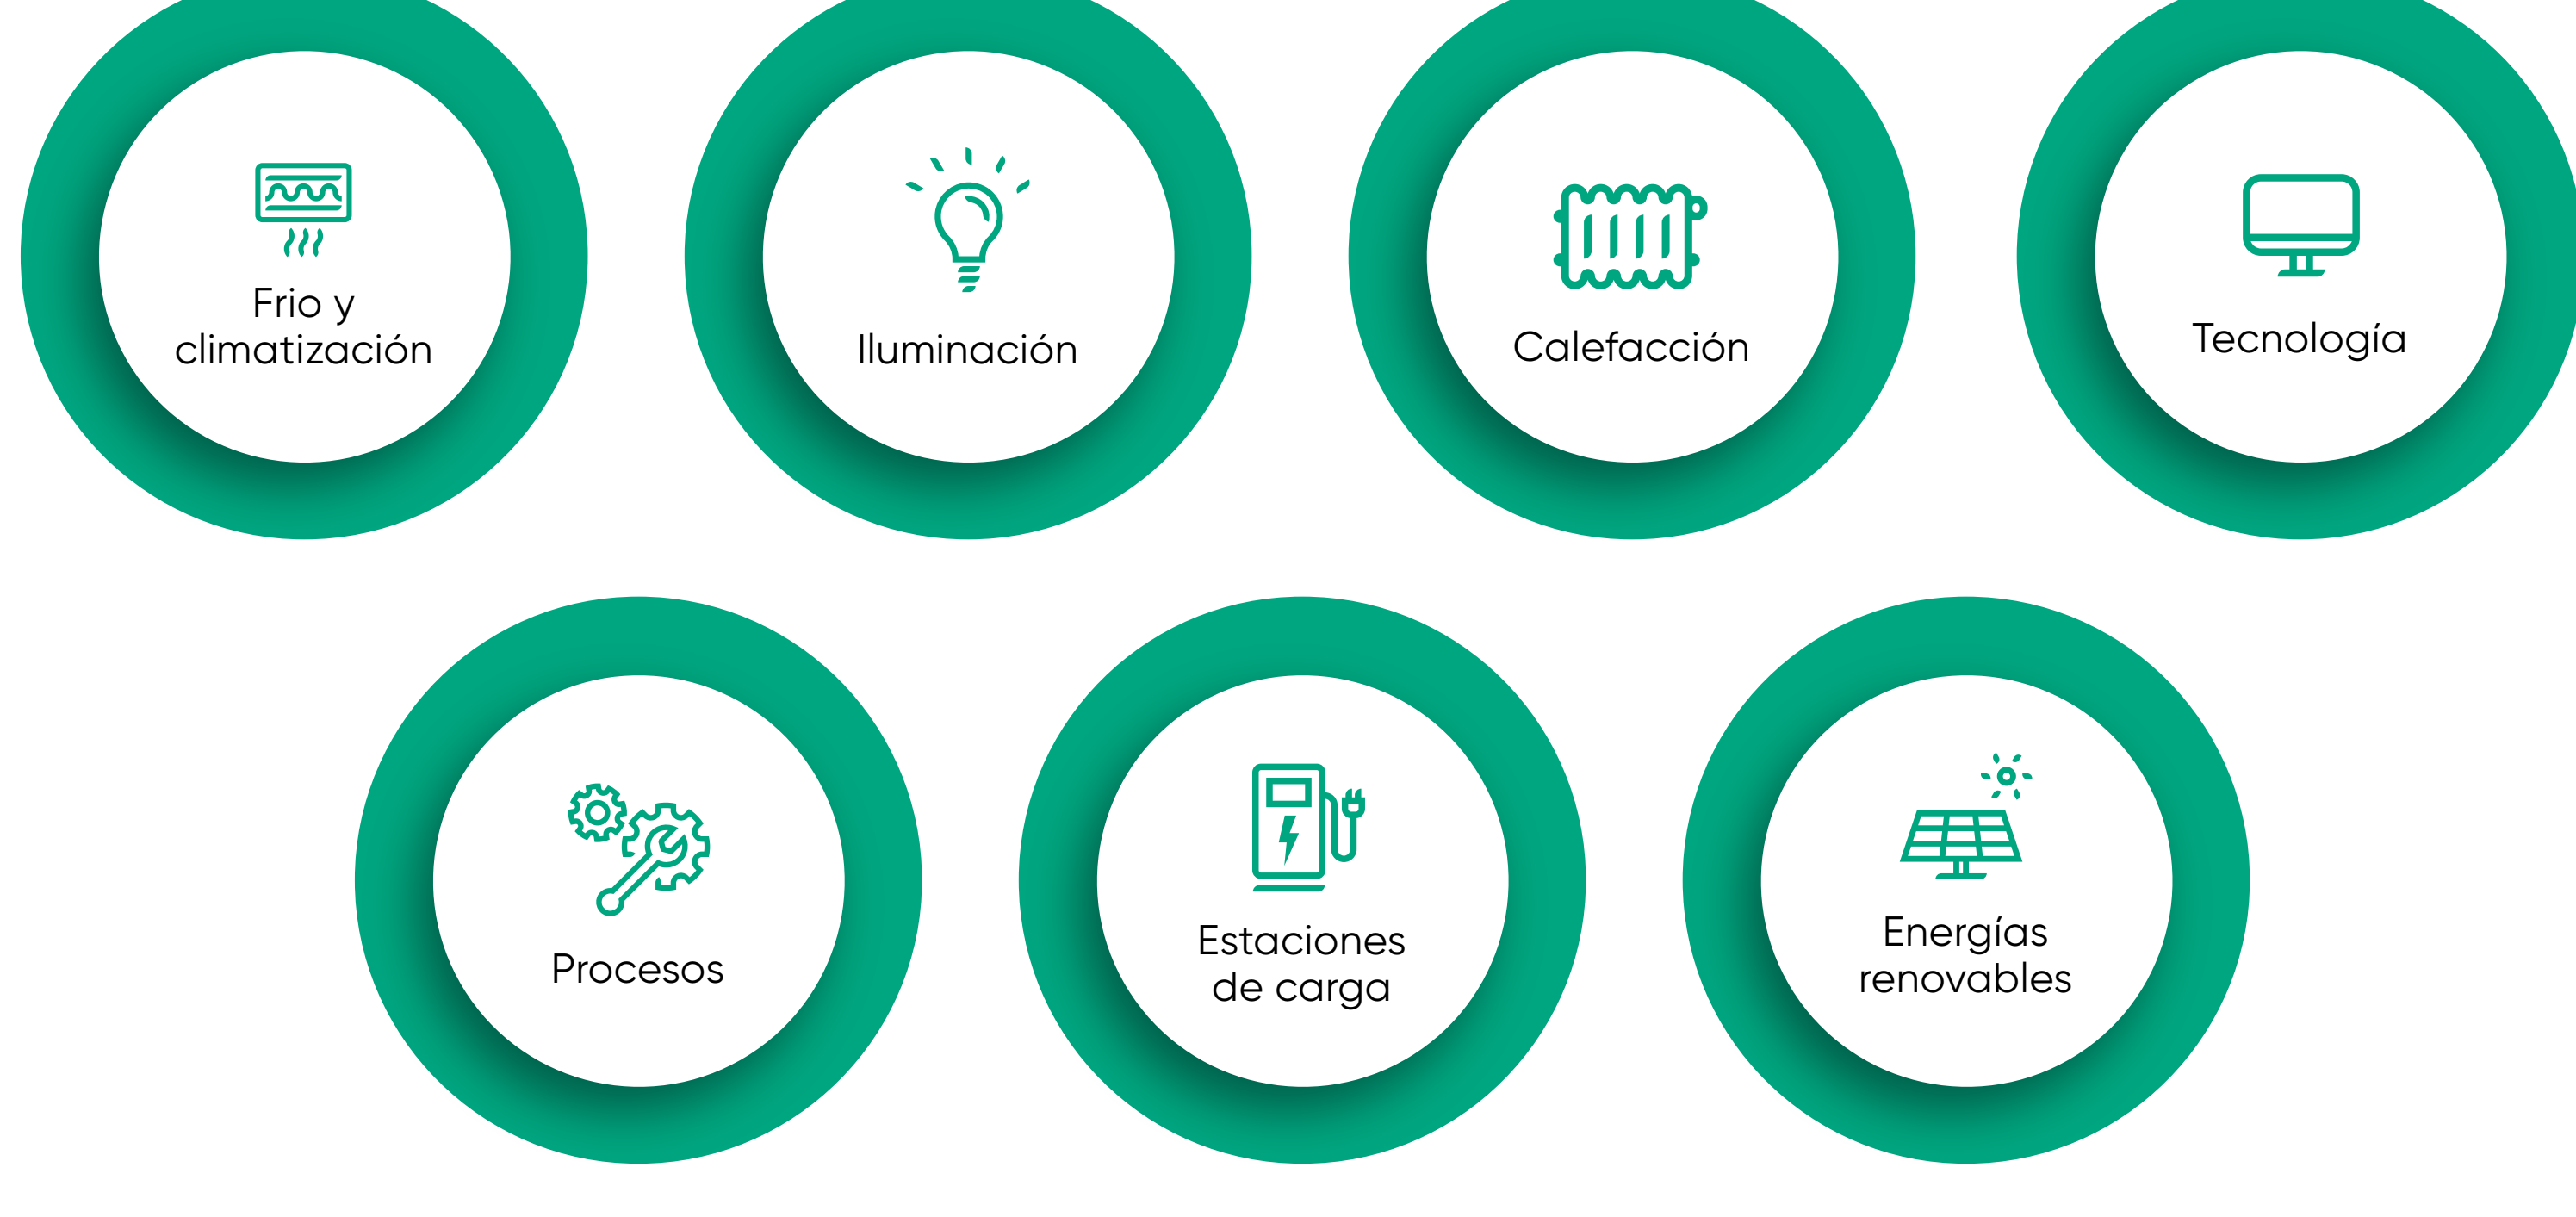 Frio y
climatización
Iluminación
Calefacción
Tecnología
Procesos
Estaciones
de carga
Energías
renovables